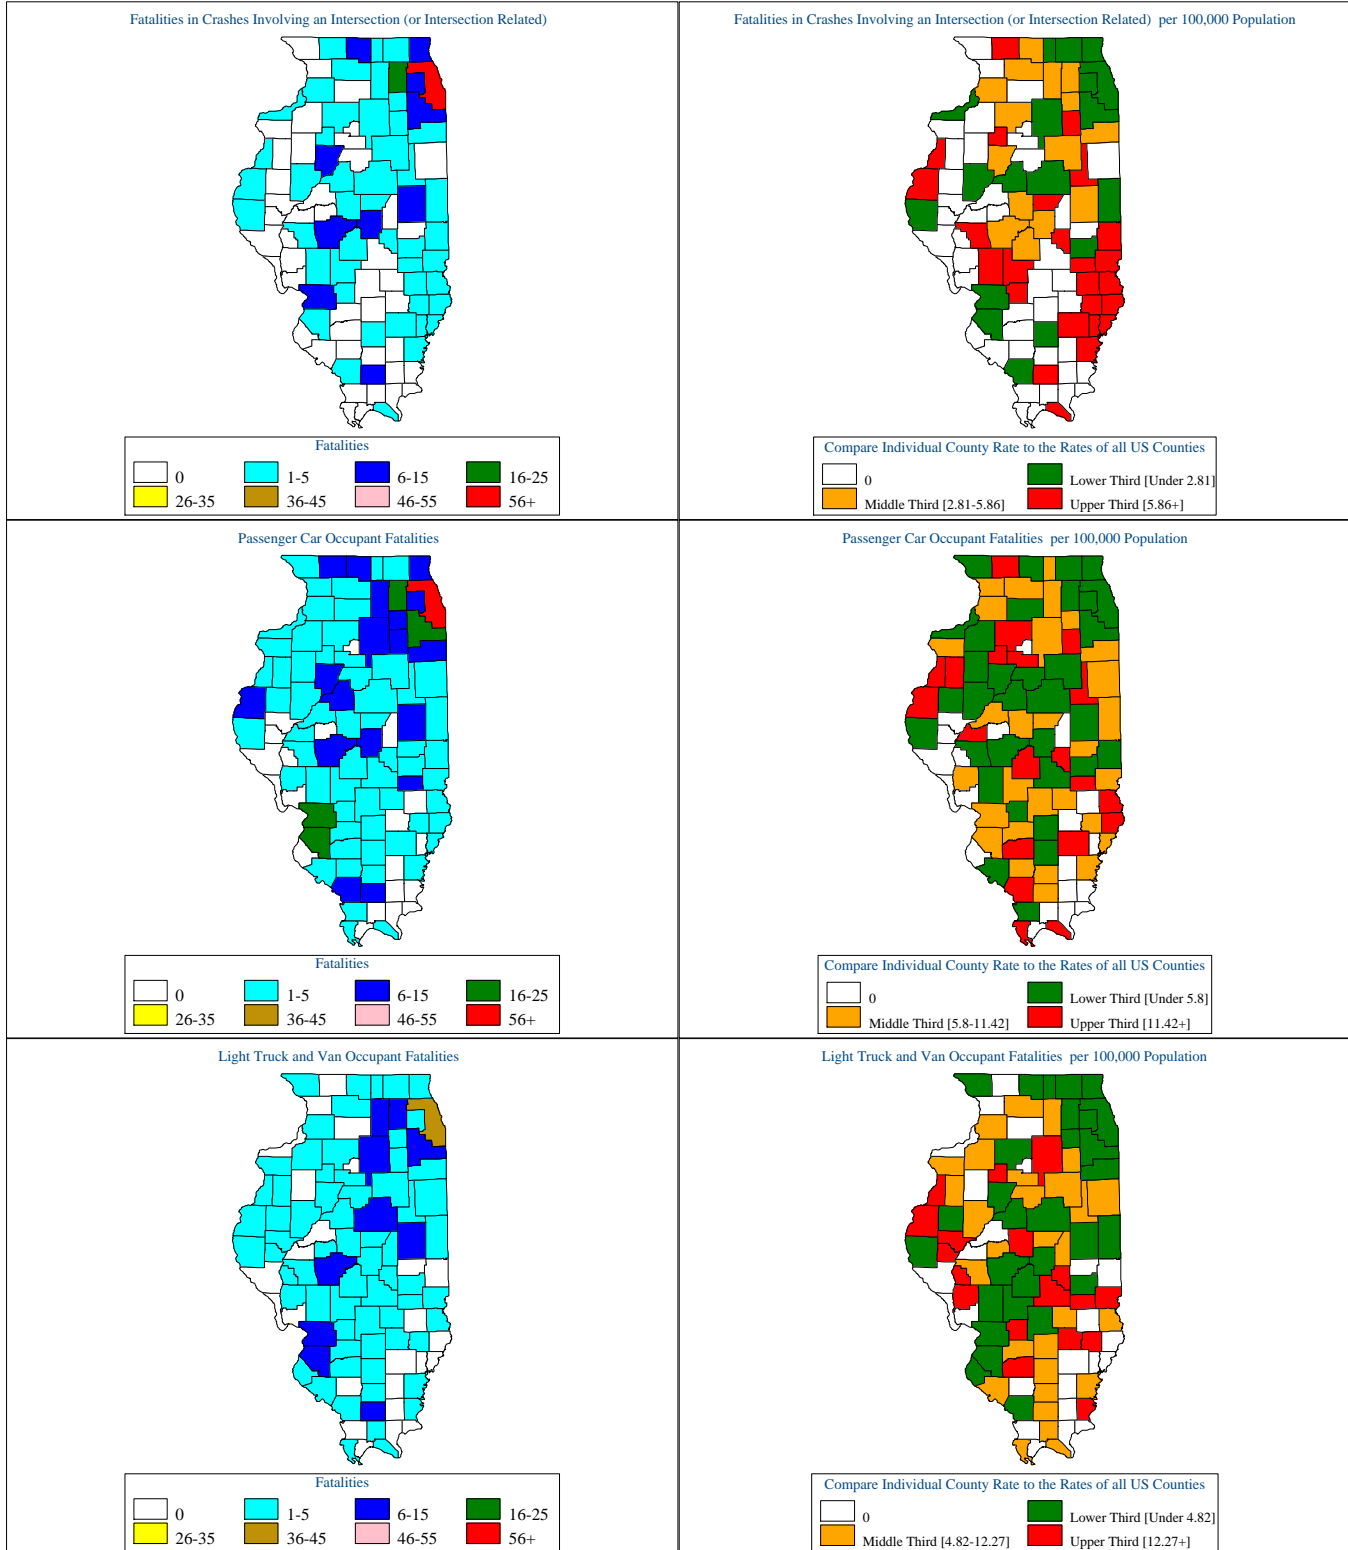 Fatalities in Crashes Involving an Intersection (or Intersection Related)
Fatalities
0
1-5
6-15
16-25
26-35
36-45
46-55
56+
Fatalities in Crashes Involving an Intersection (or Intersection Related) per 100,000 Population
Compare Individual County Rate to the Rates of all US Counties
0
Lower Third [Under 2.81]
Middle Third [2.81-5.86]
Upper Third [5.86+]
Passenger Car Occupant Fatalities
Fatalities
0
1-5
6-15
16-25
26-35
36-45
46-55
56+
Passenger Car Occupant Fatalities per 100,000 Population
Compare Individual County Rate to the Rates of all US Counties
0
Lower Third [Under 5.8]
Middle Third [5.8-11.42]
Upper Third [11.42+]
Light Truck and Van Occupant Fatalities
Fatalities
0
1-5
6-15
16-25
26-35
36-45
46-55
56+
Light Truck and Van Occupant Fatalities per 100,000 Population
Compare Individual County Rate to the Rates of all US Counties
0
Lower Third [Under 4.82]
Middle Third [4.82-12.27]
Upper Third [12.27+]